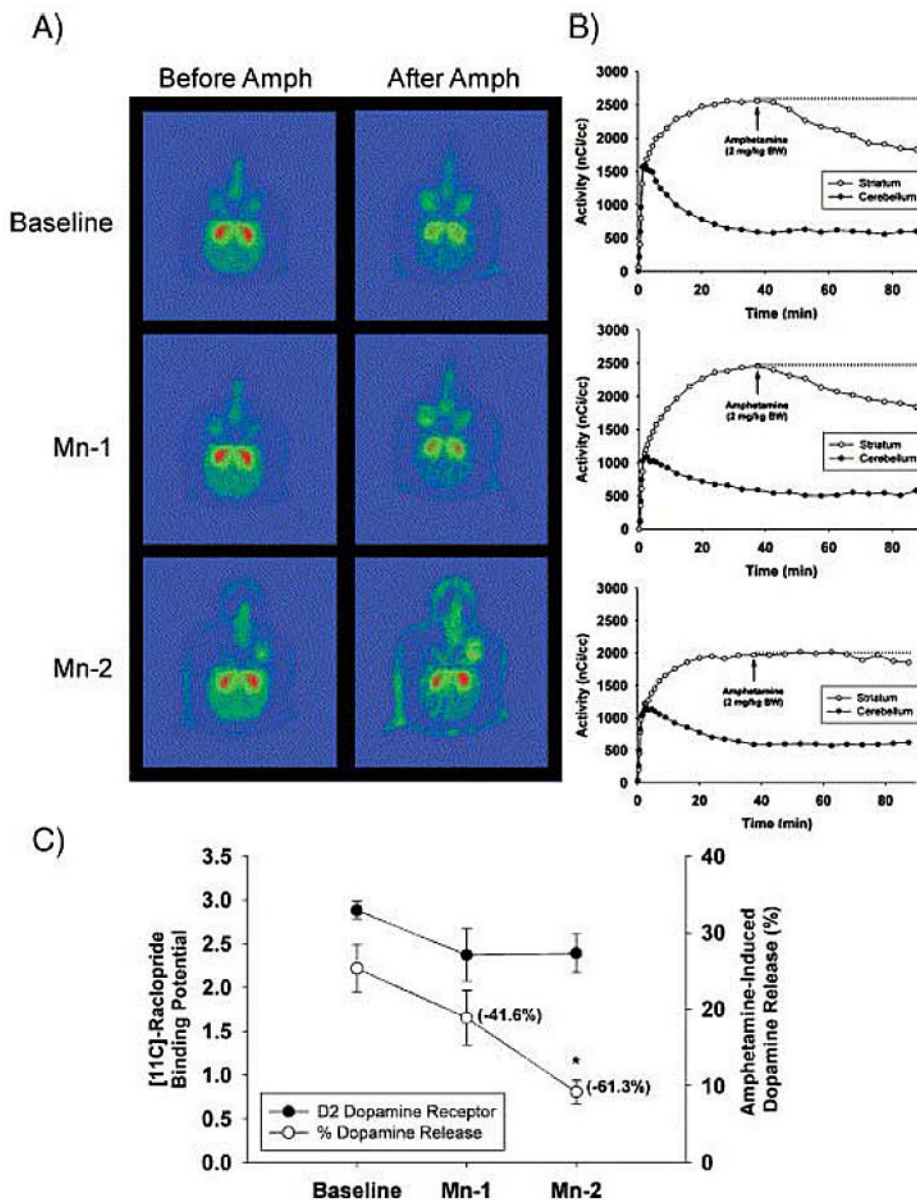 A)
Before Amph
After Amph
Baseline
Mn-1
Mn-2
B)
3000
2500
2000
1500
1000
500
0
Activity (nCi/cc)
Amphetamine
(2 mg/kg BW)
Striatum
Cerebellum
0 20 40 60 80
Time (min)
3000
2500
2000
1500
1000
500
0
Activity (nCi/cc)
Amphetamine
(2 mg/kg BW)
Striatum
Cerebellum
0 20 40 60 80
Time (min)
3000
2500
2000
1500
1000
500
0
Activity (nCi/cc)
Amphetamine
(2 mg/kg BW)
Striatum
Cerebellum
0 20 40 60 80
Time (min)
C)
[11C]-Raclopride
Binding Potential
3.5
3.0
2.5
2.0
1.5
1.0
0.5
0.0
(-41.6%)
*
(-61.3%)
D2 Dopamine Receptor
% Dopamine Release
Baseline Mn-1 Mn-2
40
30
20
10
0
Amphetamine-Induced
Dopamine Release (%)